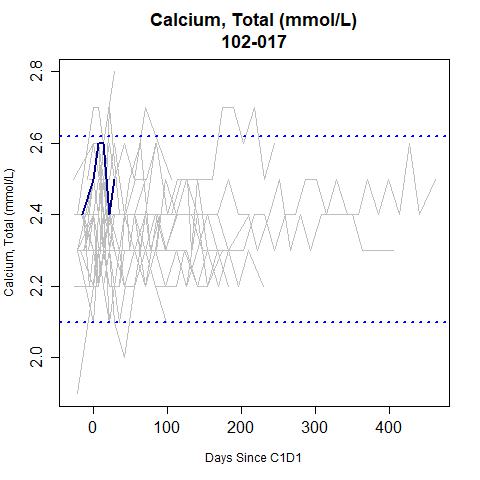 Calcium, Total (mmol/L)
102-017
2.8
2.6
2.4
2.2
2.0
Calcium, Total (mmol/L)
0 100 200 300 400
Days Since C1D1